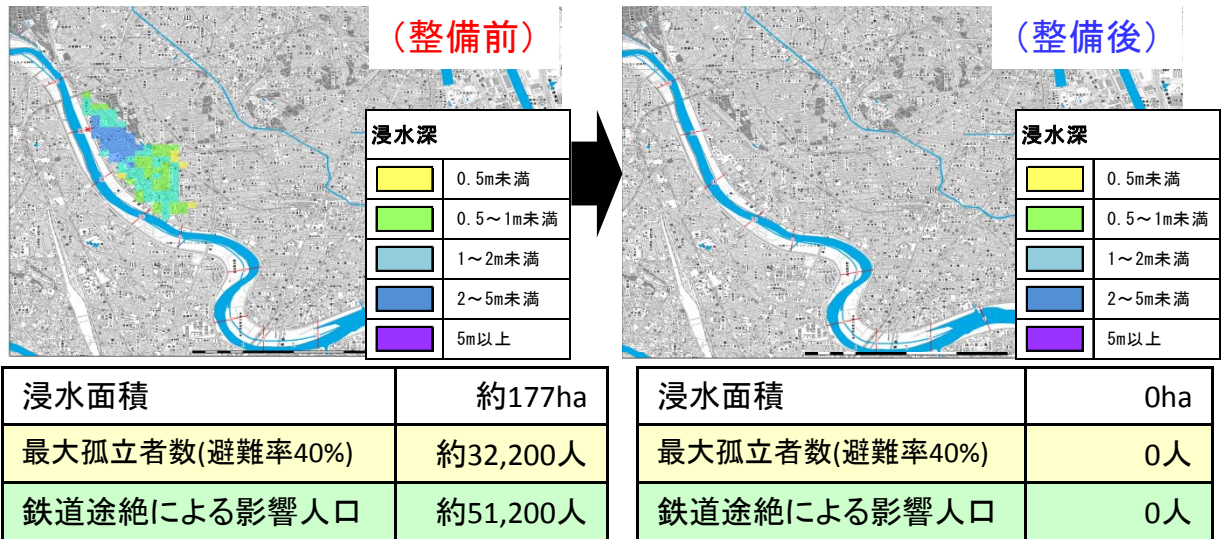 （整備前）
浸水深
0.5m未満
0.5～1m未満
1～2m未満
2～5m未満
5m以上
（整備後）
浸水深
0.5m未満
0.5～1m未満
1～2m未満
2～5m未満
5m以上
浸水面積 約177ha
最大孤立者数(避難率40%) 約32,200人
鉄道途絶による影響人口 約51,200人
浸水面積 0ha
最大孤立者数(避難率40%) 0人
鉄道途絶による影響人口 0人